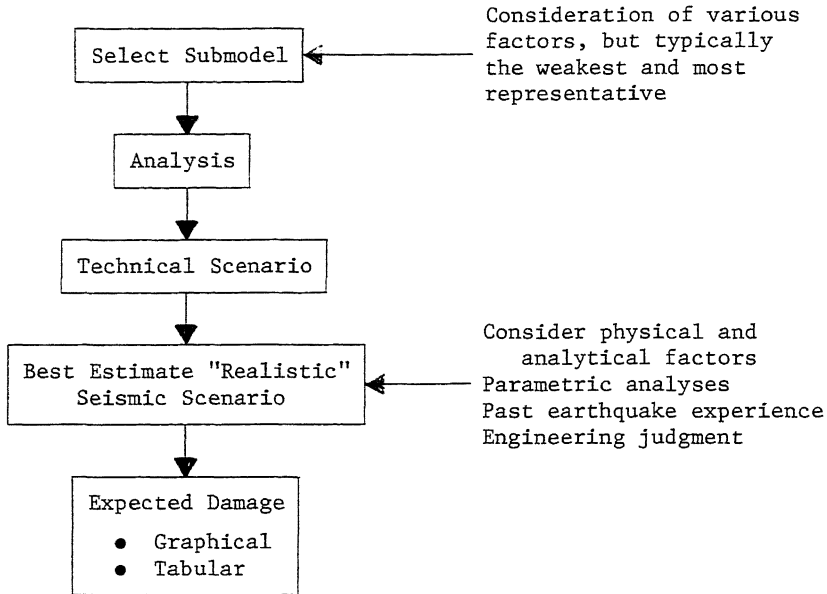 Select Submodel
Consideration of various
factors, but typically
the weakest and most
representative
Analysis
Technical Scenario
Best Estimate "Realistic"
Seismic Scenario
Consider physical and
analytical factors
Parametric analyses
Past earthquake experience
Engineering judgment
Expected Damage
● Graphical
● Tabular